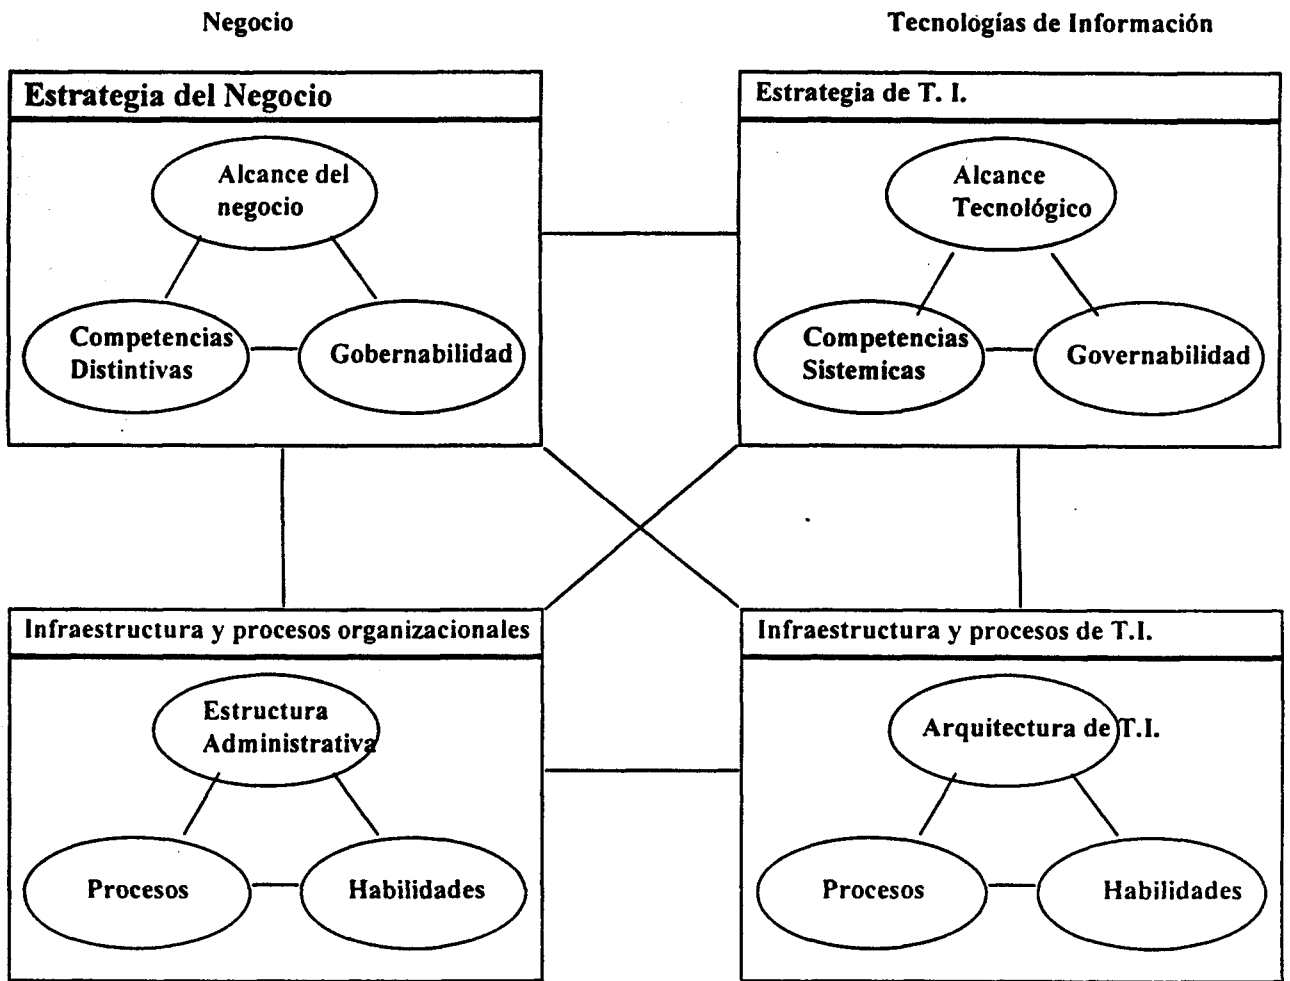 Negocio
Tecnologías de Información
Estrategia del Negocio
Alcance del
negocio
Competencias
Distintivas
Gobernabilidad
Estrategia de T. I.
Alcance
Tecnológico
Competencias
Sistemicas
Governabilidad
Infraestructura y procesos organizacionales
Estructura
Administrativa
Procesos
Habilidades
Infraestructura y procesos de T.I.
Arquitectura de T.I.
Procesos
Habilidades